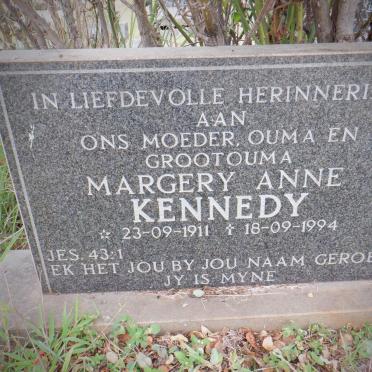 IN LIEFDEVOLLE HERINNERI
AAN
ONS MOEDER, OUMA EN
GROOTOUMA
MARGERY ANNE
KENNEDY
☆ 23-09-1911 ✝ 18-09-1994
JES. 43:1
EK HET JOU BY JOU NAAM GEROE
JY IS MYNE